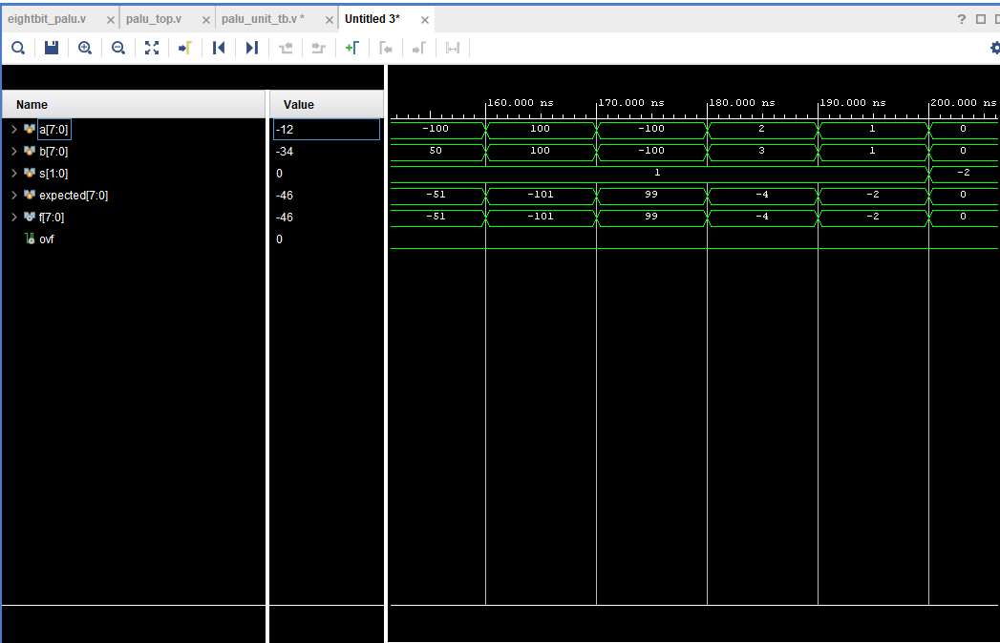 eightbit_palu.v × palu_top.v × palu_unit_tb.v * × Untitled 3* ×
?
Name Value
160.000 ns 170.000 ns 180.000 ns 190.000 ns 200.000 ns
a[7:0] -12 -100 100 -100 2 1 0
b[7:0] -34 50 100 -100 3 1 0
s[1:0] 0 1 -2
expected[7:0] -46 -51 -101 99 -4 -2 0
f[7:0] -46 -51 -101 99 -4 -2 0
ovf 0